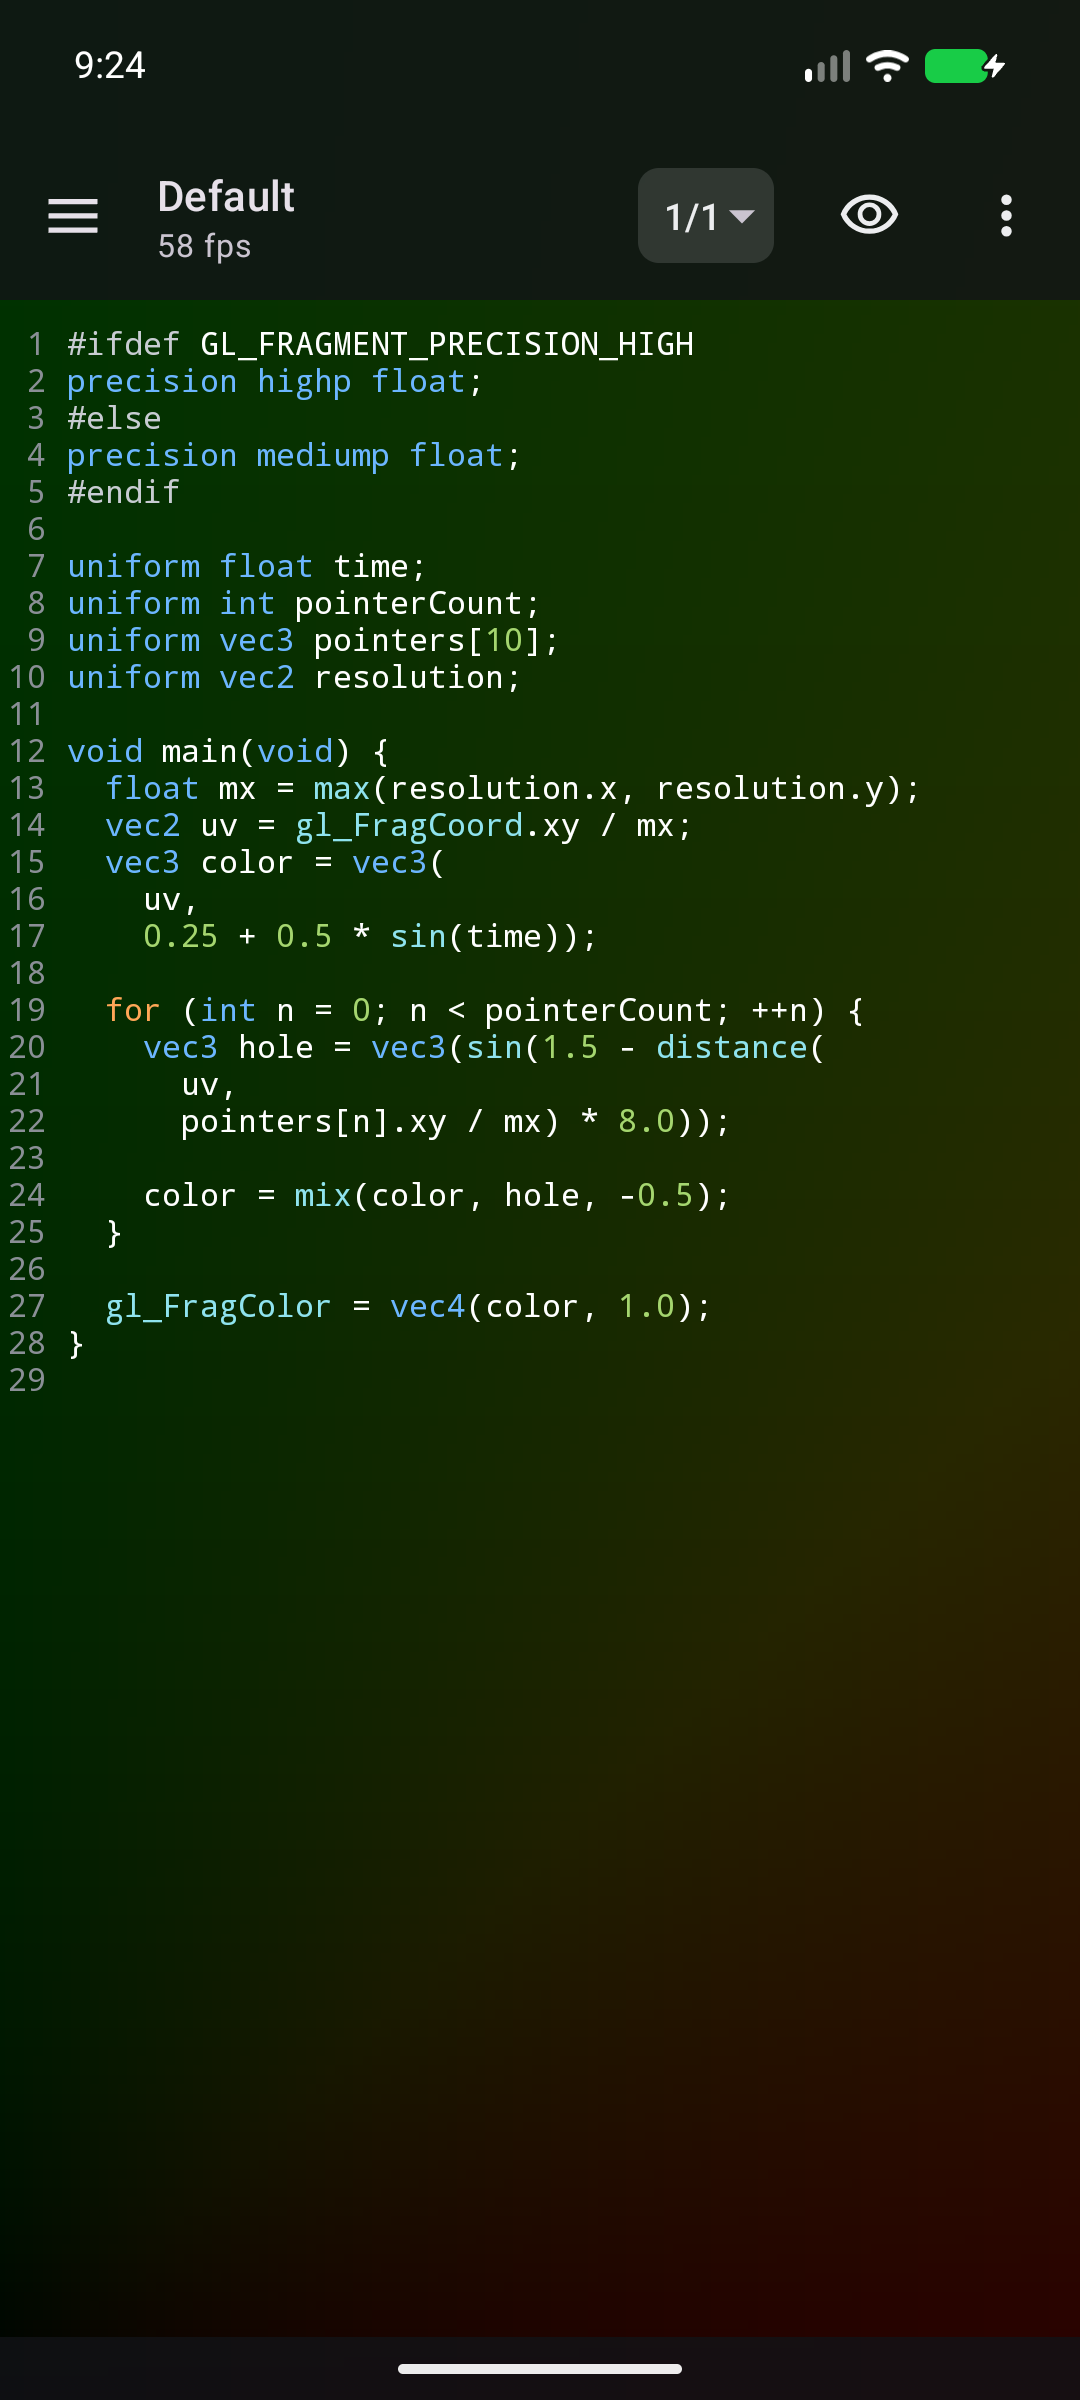 9:24
Default
58 fps
1/1
1 #ifdef GL_FRAGMENT_PRECISION_HIGH
2 precision highp float;
3 #else
4 precision mediump float;
5 #endif
6
7 uniform float time;
8 uniform int pointerCount;
9 uniform vec3 pointers[10];
10 uniform vec2 resolution;
11
12 void main(void) {
13   float mx = max(resolution.x, resolution.y);
14   vec2 uv = gl_FragCoord.xy / mx;
15   vec3 color = vec3(
16     uv,
17     0.25 + 0.5 * sin(time));
18
19   for (int n = 0; n < pointerCount; ++n) {
20     vec3 hole = vec3(sin(1.5 - distance(
21       uv,
22       pointers[n].xy / mx) * 8.0));
23
24     color = mix(color, hole, -0.5);
25   }
26
27   gl_FragColor = vec4(color, 1.0);
28 }
29